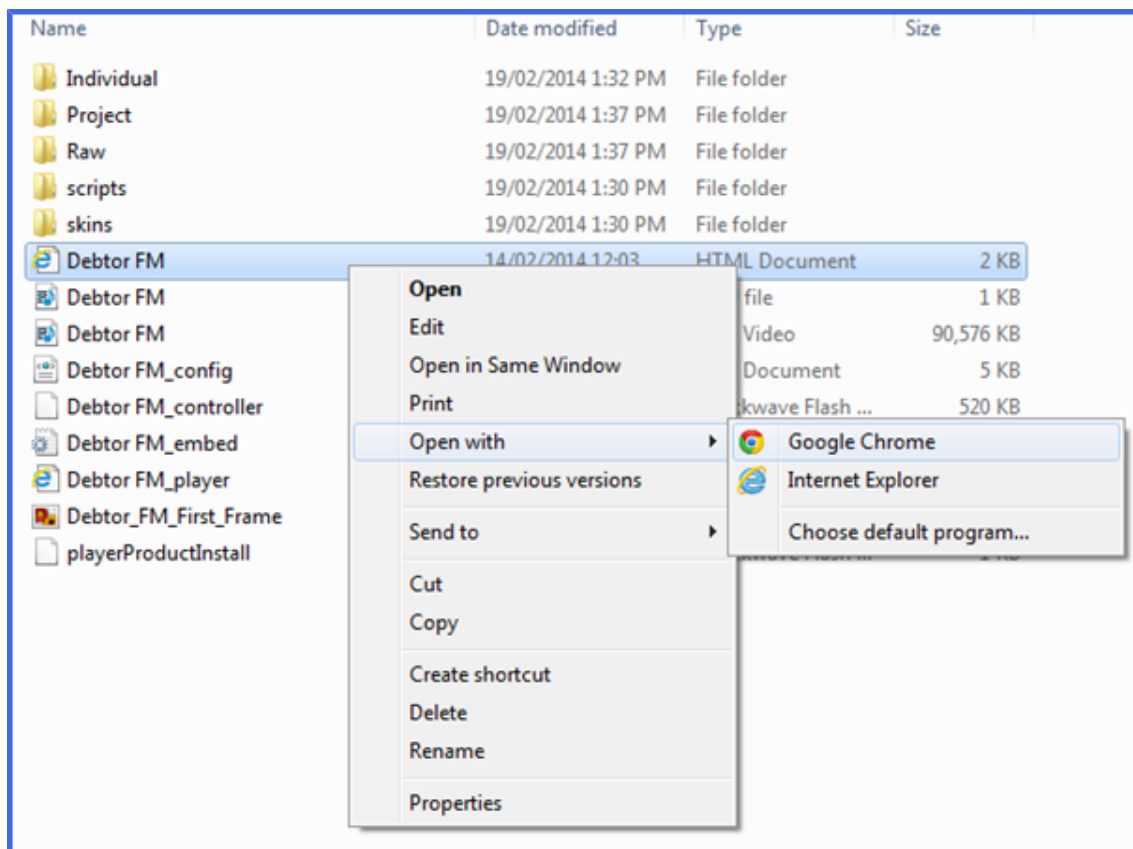 Name Date modified Type Size
Individual 19/02/2014 1:32 PM File folder
Project 19/02/2014 1:37 PM File folder
Raw 19/02/2014 1:37 PM File folder
scripts 19/02/2014 1:30 PM File folder
skins 19/02/2014 1:30 PM File folder
Debtor FM 14/02/2014 12:03 HTML Document 2 KB
Debtor FM file 1 KB
Debtor FM Video 90,576 KB
Debtor FM_config Document 5 KB
Debtor FM_controller kwave Flash ... 520 KB
Debtor FM_embed
Debtor FM_player
Debtor_FM_First_Frame
playerProductInstall
Open
Edit
Open in Same Window
Print
Open with
Restore previous versions
Send to
Cut
Copy
Create shortcut
Delete
Rename
Properties
Google Chrome
Internet Explorer
Choose default program...